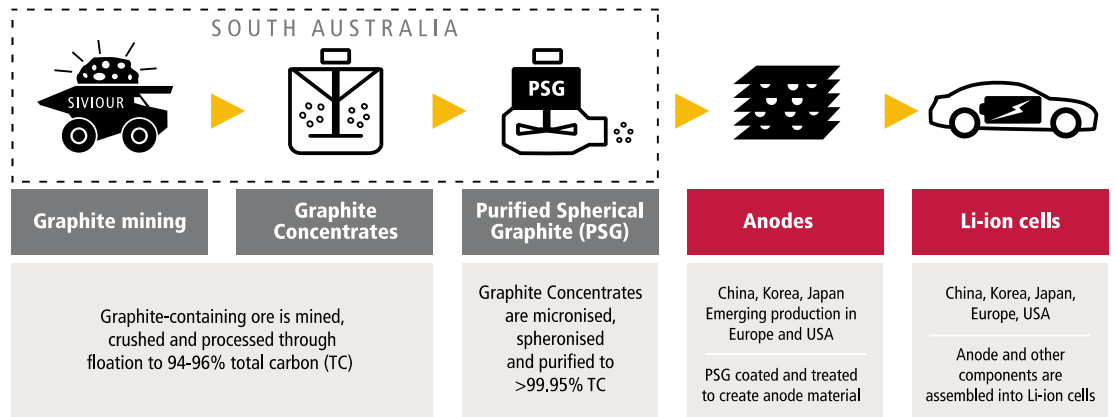 SOUTH AUSTRALIA
SIVIOUR
PSG
Graphite mining
Graphite
Concentrates
Purified Spherical
Graphite (PSG)
Anodes
Li-ion cells
Graphite-containing ore is mined,
crushed and processed through
floation to 94-96% total carbon (TC)
Graphite Concentrates
are micronised,
spheronised
and purified to
>99.95% TC
China, Korea, Japan
Emerging production in
Europe and USA
PSG coated and treated
to create anode material
China, Korea, Japan,
Europe, USA
Anode and other
components are
assembled into Li-ion cells